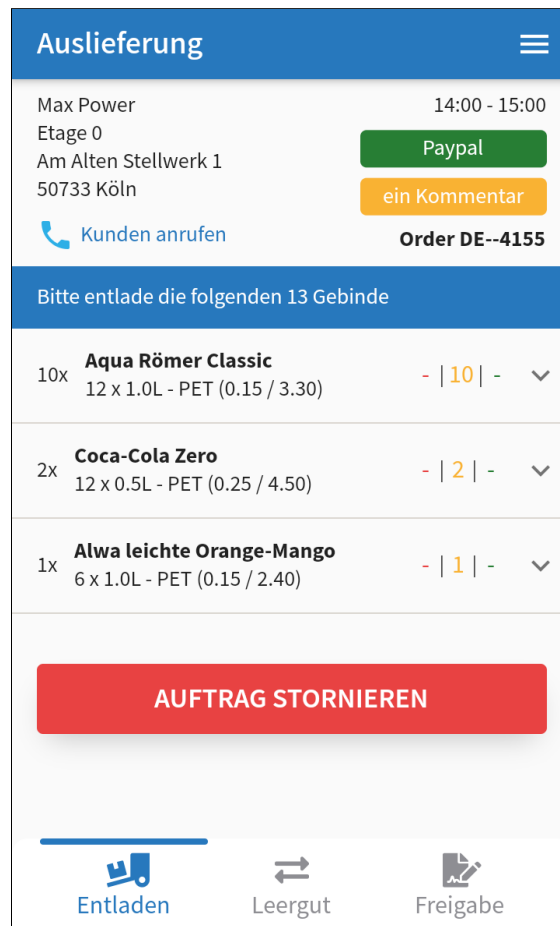 Auslieferung
Max Power
14:00 - 15:00
Etage 0
Paypal
Am Alten Stellwerk 1
50733 Köln
ein Kommentar
Kunden anrufen
Order DE--4155
Bitte entlade die folgenden 13 Gebinde
10x
Aqua Römer Classic
12 x 1.0L - PET (0.15 / 3.30)
- | 10 | -
2x
Coca-Cola Zero
12 x 0.5L - PET (0.25 / 4.50)
- | 2 | -
1x
Alwa leichte Orange-Mango
6 x 1.0L - PET (0.15 / 2.40)
- | 1 | -
AUFTRAG STORNIEREN
Entladen
Leergut
Freigabe